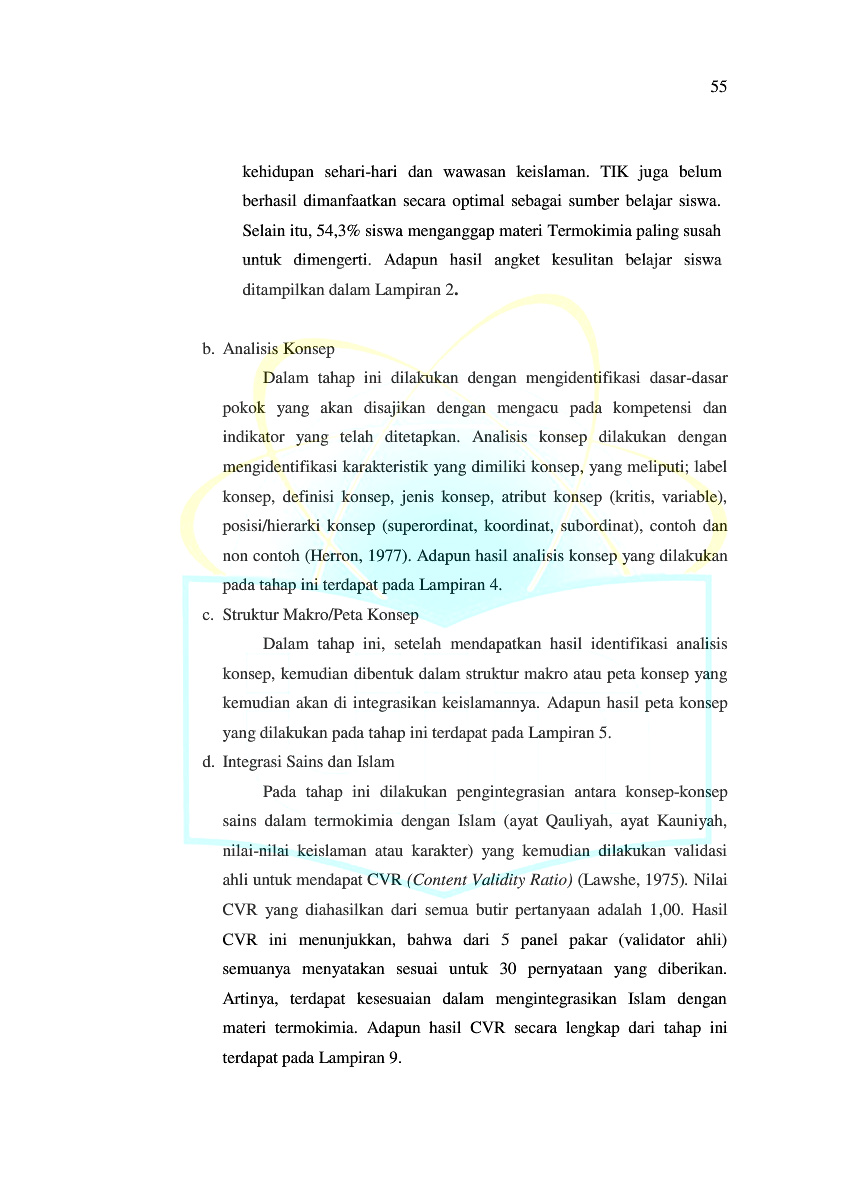 55
kehidupan sehari-hari dan wawasan keislaman. TIK juga belum
berhasil dimanfaatkan secara optimal sebagai sumber belajar siswa.
Selain itu, 54,3% siswa menganggap materi Termokimia paling susah
untuk dimengerti. Adapun hasil angket kesulitan belajar siswa
ditampilkan dalam Lampiran 2.
b. Analisis Konsep
Dalam tahap ini dilakukan dengan mengidentifikasi dasar-dasar
pokok yang akan disajikan dengan mengacu pada kompetensi dan
indikator yang telah ditetapkan. Analisis konsep dilakukan dengan
mengidentifikasi karakteristik yang dimiliki konsep, yang meliputi; label
konsep, definisi konsep, jenis konsep, atribut konsep (kritis, variable),
posisi/hierarki konsep (superordinat, koordinat, subordinat), contoh dan
non contoh (Herron, 1977). Adapun hasil analisis konsep yang dilakukan
pada tahap ini terdapat pada Lampiran 4.
c. Struktur Makro/Peta Konsep
Dalam tahap ini, setelah mendapatkan hasil identifikasi analisis
konsep, kemudian dibentuk dalam struktur makro atau peta konsep yang
kemudian akan di integrasikan keislamannya. Adapun hasil peta konsep
yang dilakukan pada tahap ini terdapat pada Lampiran 5.
d. Integrasi Sains dan Islam
Pada tahap ini dilakukan pengintegrasian antara konsep-konsep
sains dalam termokimia dengan Islam (ayat Qauliyah, ayat Kauniyah,
nilai-nilai keislaman atau karakter) yang kemudian dilakukan validasi
ahli untuk mendapat CVR (Content Validity Ratio) (Lawshe, 1975). Nilai
CVR yang diahasilkan dari semua butir pertanyaan adalah 1,00. Hasil
CVR ini menunjukkan, bahwa dari 5 panel pakar (validator ahli)
semuanya menyatakan sesuai untuk 30 pernyataan yang diberikan.
Artinya, terdapat kesesuaian dalam mengintegrasikan Islam dengan
materi termokimia. Adapun hasil CVR secara lengkap dari tahap ini
terdapat pada Lampiran 9.